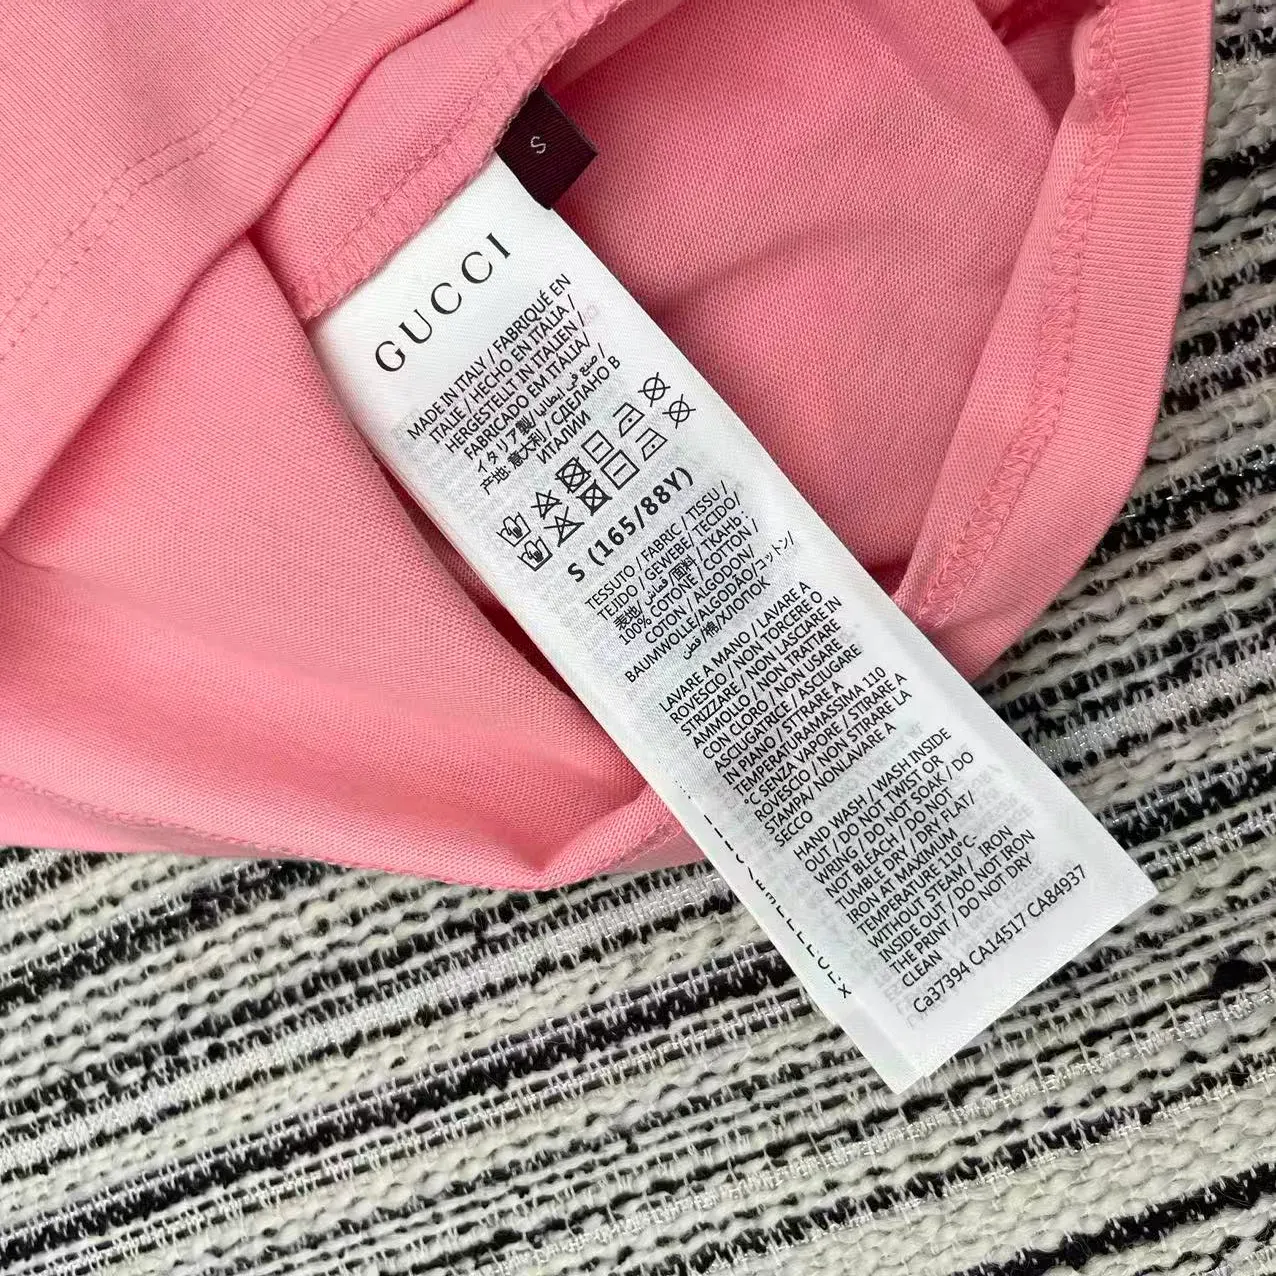 S
GUCCI
MADE IN ITALY / FABRIQUÉ EN
ITALIE / HECHO EN ITALIA /
HERGESTELLT IN ITALIEN /
FABRICADO EM ITALIA/
イタリア製 / صنع في إيطاليا /
产地: 意大利 / СДЕЛАНО В
ИТАЛИИ
S (165/88Y)
TESSUTO / FABRIC / TISSU /
TEJIDO / GEWEBE / TECIDO/
表地/ قماش /面料 / ТКАНЬ :
100% COTONE / COTTON /
COTON / ALGODON/
BAUMWOLLE/ALGODÃO/コットン/
قطن /棉/ХЛОПОК
LAVARE A MANO / LAVARE A
ROVESCIO / NON TORCERE O
STRIZZARE / NON LASCIARE IN
AMMOLLO / NON TRATTARE
CON CLORO / NON USARE
ASCIUGATRICE / ASCIUGARE
IN PIANO / STIRARE A
TEMPERATURAMASSIMA 110
°C SENZA VAPORE / STIRARE A
ROVESCIO / NON STIRARE LA
STAMPA/ NONLAVARE A
SECCO
HAND WASH / WASH INSIDE
OUT / DO NOT TWIST OR
WRING / DO NOT SOAK / DO
NOT BLEACH / DO NOT
TUMBLE DRY / DRY FLAT/
IRON AT MAXIMUM
TEMPERATURE 110°C-
WITHOUT STEAM / IRON
INSIDE OUT / DO NOT IRON
THE PRINT / DO NOT DRY
CLEAN
Ca37394 CA14517 CA84937